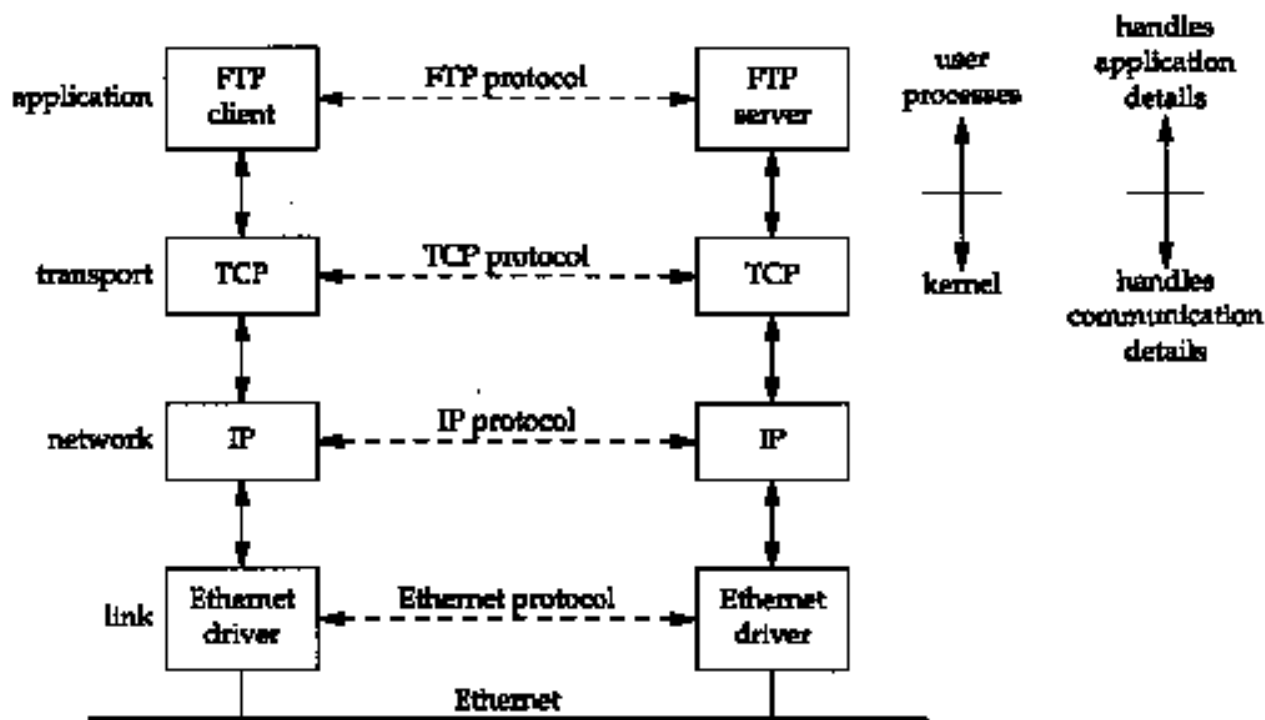 handles
application
details
user
processes
application
FTP
client
FTP protocol
FTP
server
transport
TCP
TCP protocol
TCP
kernel
handles
communication
details
network
IP
IP protocol
IP
link
Ethernet
driver
Ethernet protocol
Ethernet
driver
Ethernet